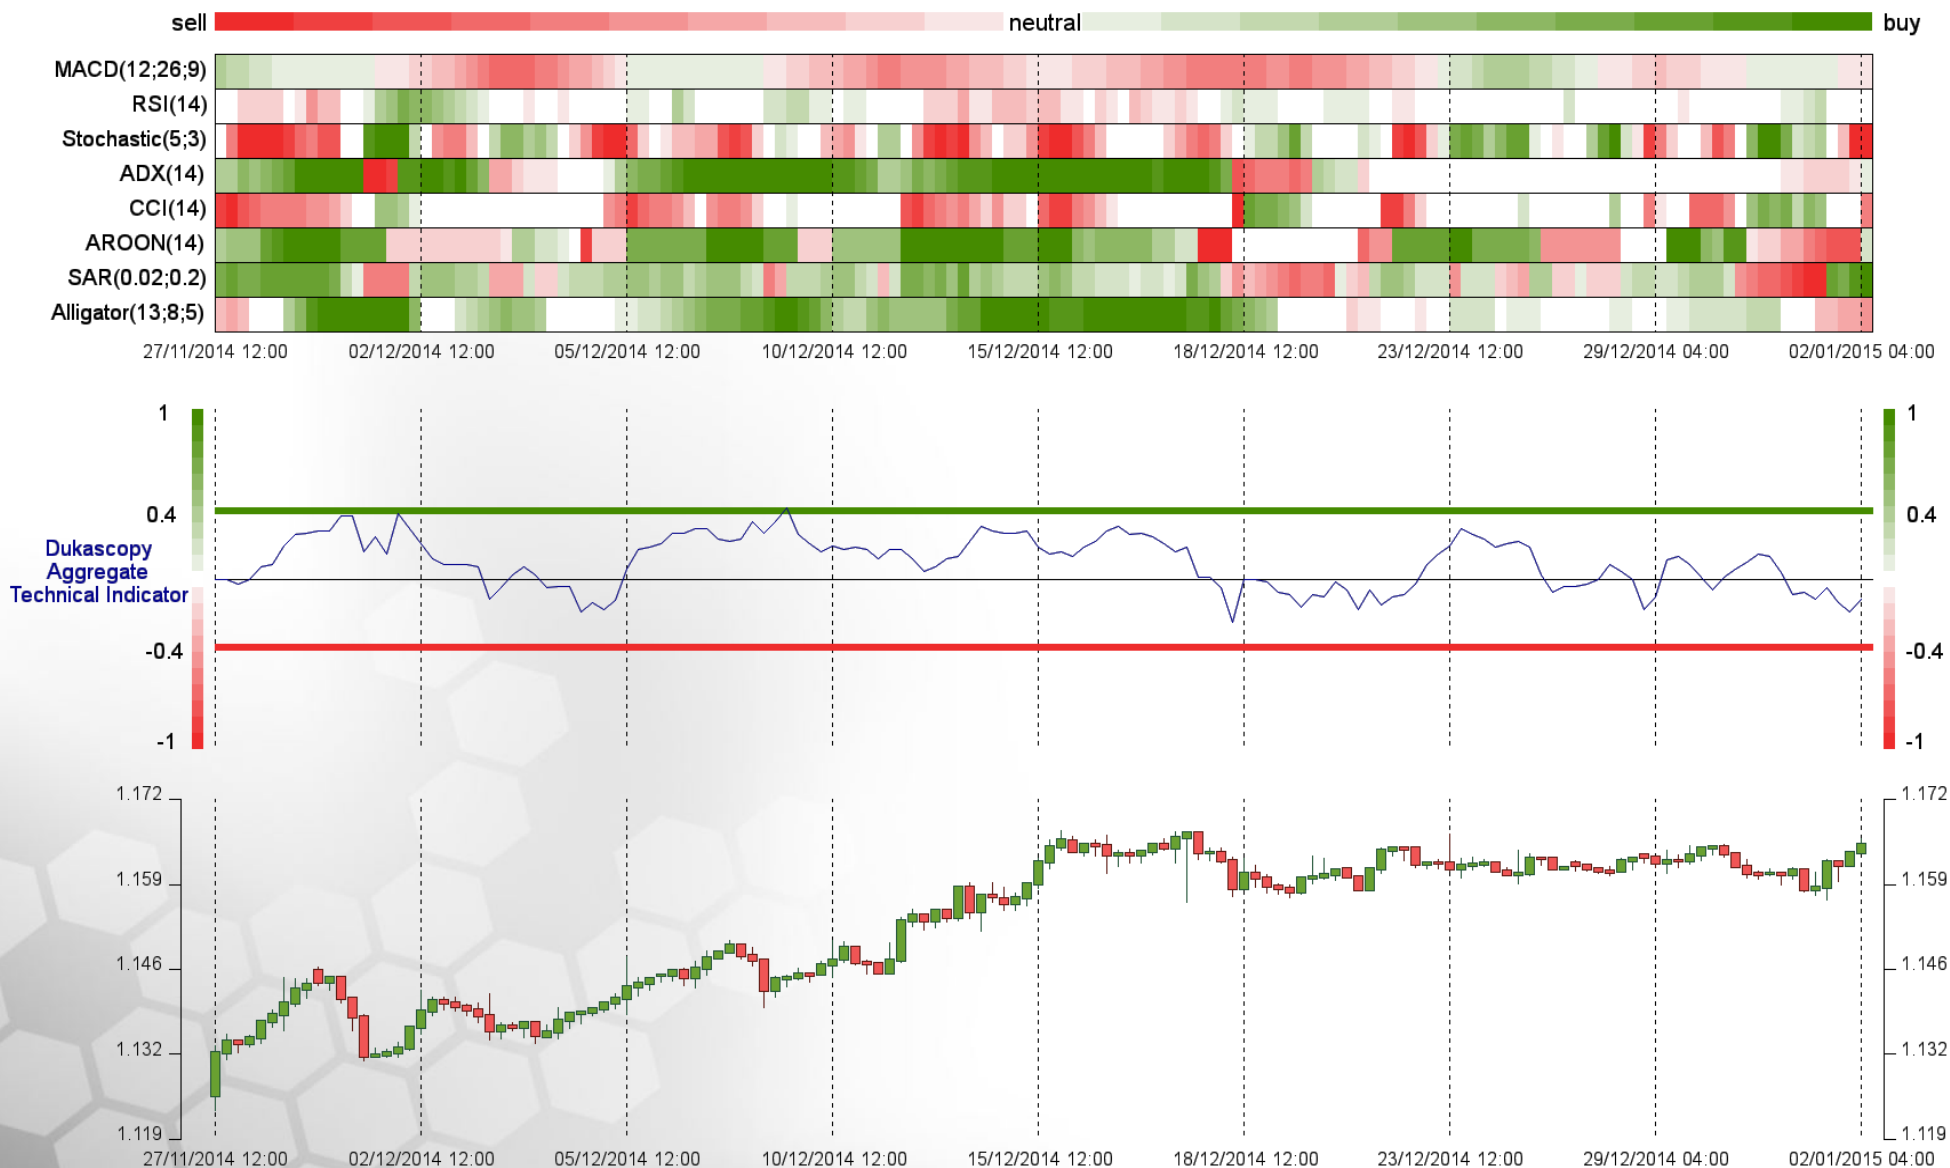 sell neutral buy
MACD(12;26;9)
RSI(14)
Stochastic(5;3)
ADX(14)
CCI(14)
AROON(14)
SAR(0.02;0.2)
Alligator(13;8;5)
27/11/2014 12:00 02/12/2014 12:00 05/12/2014 12:00 10/12/2014 12:00 15/12/2014 12:00 18/12/2014 12:00 23/12/2014 12:00 29/12/2014 04:00 02/01/2015 04:00
1 1
0.4 0.4
Dukascopy
Aggregate
Technical Indicator
-0.4 -0.4
-1 -1
1.172 1.172
1.159 1.159
1.146 1.146
1.132 1.132
1.119 1.119
27/11/2014 12:00 02/12/2014 12:00 05/12/2014 12:00 10/12/2014 12:00 15/12/2014 12:00 18/12/2014 12:00 23/12/2014 12:00 29/12/2014 04:00 02/01/2015 04:00